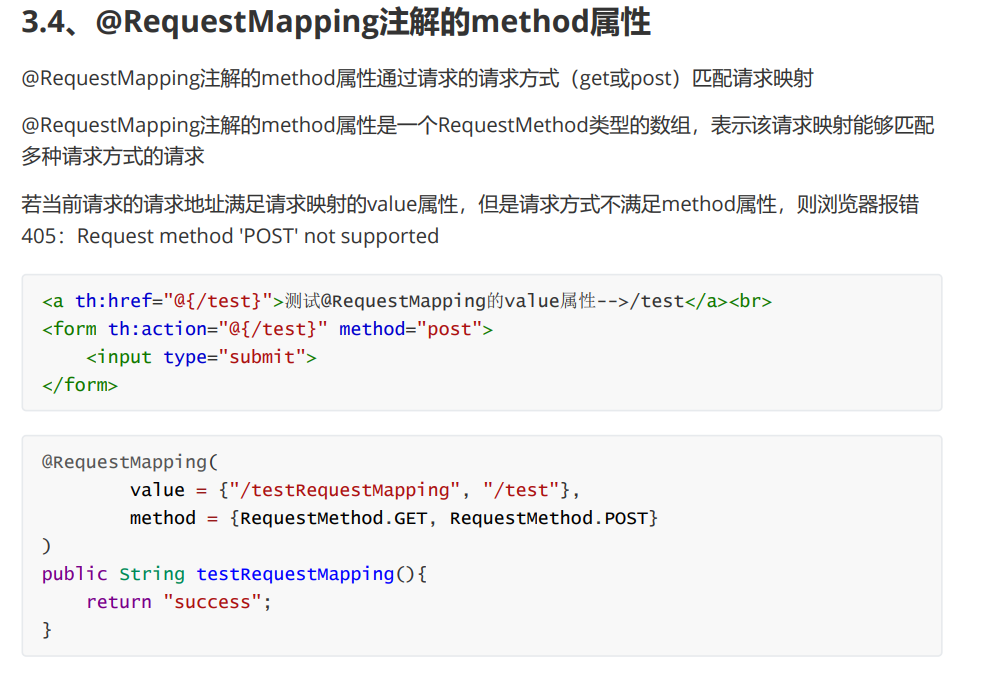 3.4、@RequestMapping注解的method属性
@RequestMapping注解的method属性通过请求的请求方式（get或post）匹配请求映射
@RequestMapping注解的method属性是一个RequestMethod类型的数组，表示该请求映射能够匹配
多种请求方式的请求
若当前请求的请求地址满足请求映射的value属性，但是请求方式不满足method属性，则浏览器报错
405：Request method 'POST' not supported
<a th:href="@{/test}">测试@RequestMapping的value属性-->/test</a><br>
<form th:action="@{/test}" method="post">
    <input type="submit">
</form>
@RequestMapping(
        value = {"/testRequestMapping", "/test"},
        method = {RequestMethod.GET, RequestMethod.POST}
)
public String testRequestMapping(){
    return "success";
}